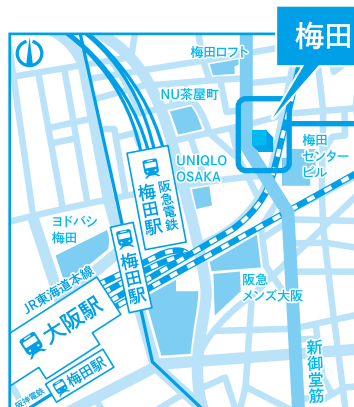 梅田
梅田ロフト
NU茶屋町
UNIQLO
OSAKA
梅田
センター
ビル
阪急電鉄
梅田駅
ヨドバシ
梅田
梅田駅
JR東海道本線
大阪駅
阪急
メンズ大阪
新御堂筋
阪神電鉄
梅田駅